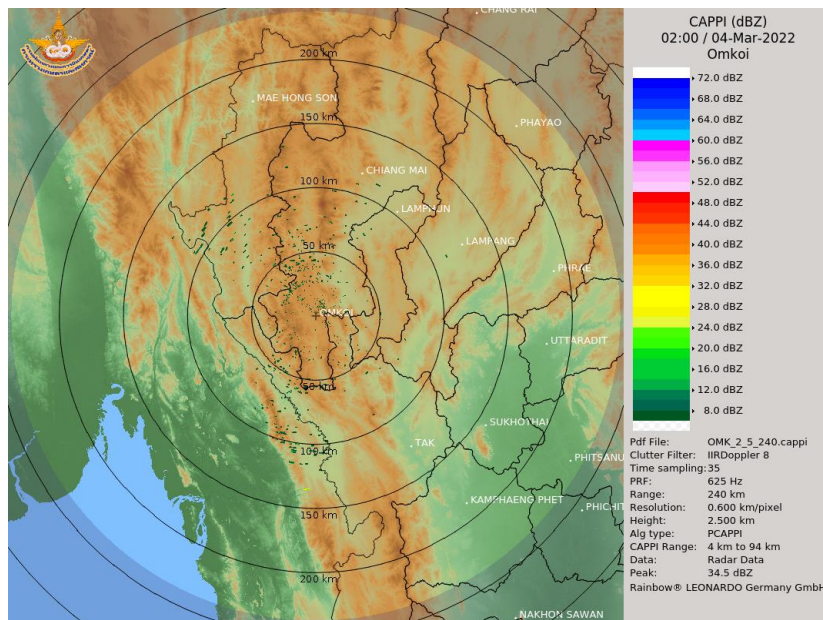 CHANG RAI
200 km
MAE HONG SON
150 km
PHAYAO
CHIANG MAI
100 km
LAMPHUN
LAMPANG
50 km
PHRAE
OMKOI
UTTARADIT
50 km
SUKHOTHAI
TAK
100 km
PHITSANU
KAMPHAENG PHET
PHICHIT
150 km
200 km
NAKHON SAWAN
CAPPI (dBZ)
02:00 / 04-Mar-2022
Omkoi
72.0 dBZ
68.0 dBZ
64.0 dBZ
60.0 dBZ
56.0 dBZ
52.0 dBZ
48.0 dBZ
44.0 dBZ
40.0 dBZ
36.0 dBZ
32.0 dBZ
28.0 dBZ
24.0 dBZ
20.0 dBZ
16.0 dBZ
12.0 dBZ
8.0 dBZ
Pdf File: OMK_2_5_240.cappi
Clutter Filter: IIRDoppler 8
Time sampling:35
PRF: 625 Hz
Range: 240 km
Resolution: 0.600 km/pixel
Height: 2.500 km
Alg type: PCAPPI
CAPPI Range: 4 km to 94 km
Data: Radar Data
Peak: 34.5 dBZ
Rainbow® LEONARDO Germany GmbH